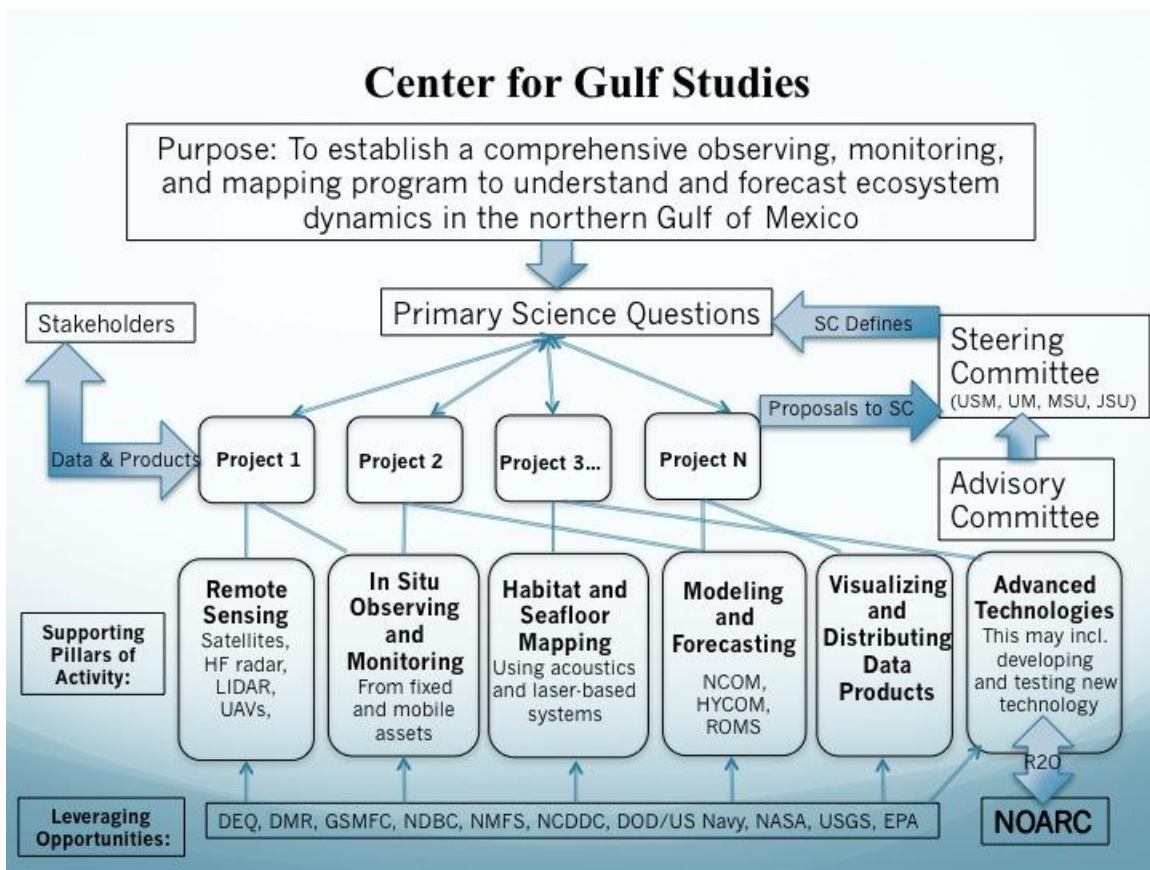 Center for Gulf Studies
Purpose: To establish a comprehensive observing, monitoring,
and mapping program to understand and forecast ecosystem
dynamics in the northern Gulf of Mexico
Stakeholders
Primary Science Questions
SC Defines
Steering
Committee
(USM, UM, MSU, JSU)
Data & Products
Project 1
Project 2
Project 3...
Project N
Proposals to SC
Advisory
Committee
Supporting
Pillars of
Activity:
Remote
Sensing
Satellites,
HF radar,
LIDAR,
UAVs,
In Situ
Observing
and
Monitoring
From fixed
and mobile
assets
Habitat and
Seafloor
Mapping
Using acoustics
and laser-based
systems
Modeling
and
Forecasting
NCOM,
HYCOM,
ROMS
Visualizing
and
Distributing
Data
Products
Advanced
Technologies
This may incl.
developing
and testing new
technology
R2O
Leveraging
Opportunities:
DEQ, DMR, GSMFC, NDBC, NMFS, NCDDC, DOD/US Navy, NASA, USGS, EPA
NOARC